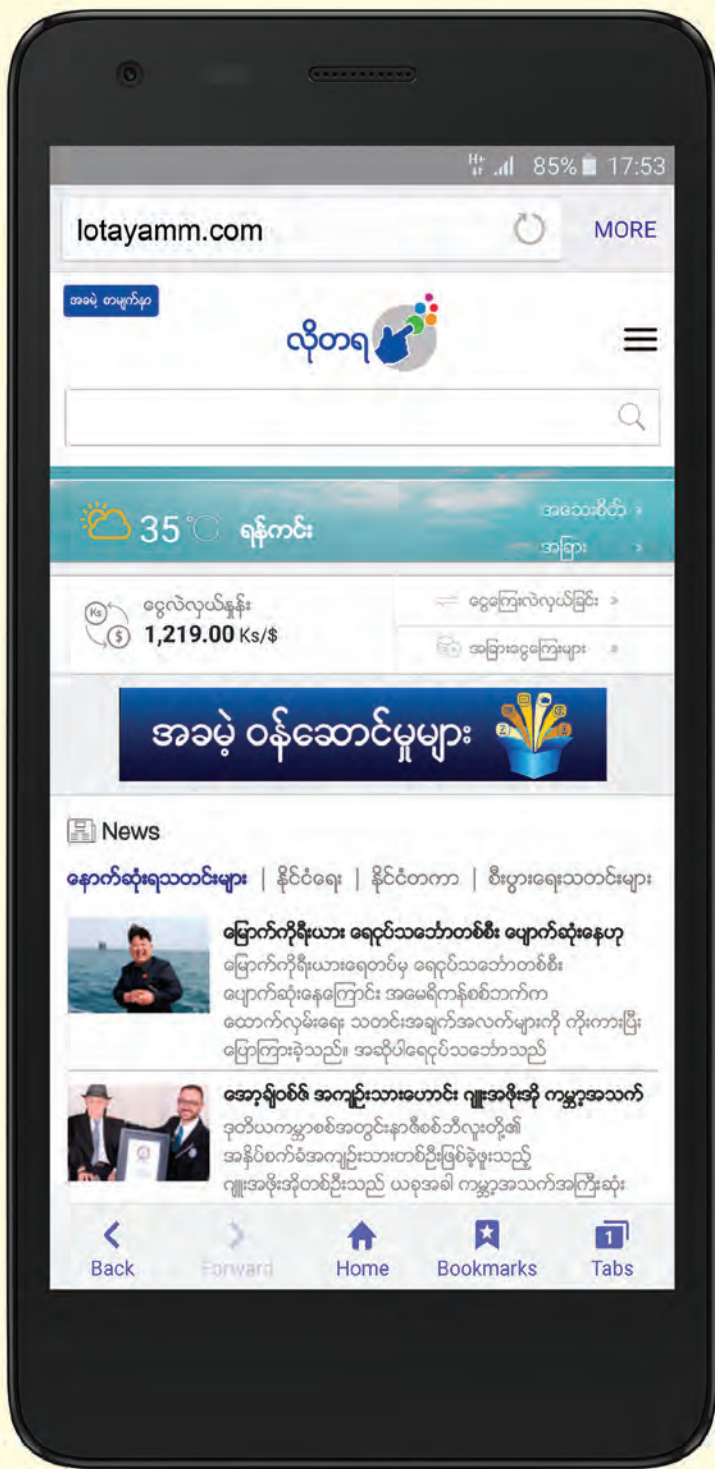 85% 17:53
lotayamm.com MORE
အခမဲ့ စာမျက်နှာ
လိုတရ
35 °C ရန်ကင်း
အသေးစိတ် »
အခြား »
ငွေလဲလှယ်နှုန်း
1,219.00 Ks/$
ငွေကြေးလဲလှယ်ခြင်း »
အခြားငွေကြေးများ »
အခမဲ့ ဝန်ဆောင်မှုများ
News
နောက်ဆုံးရသတင်းများ | နိုင်ငံရေး | နိုင်ငံတကာ | စီးပွားရေးသတင်းများ
မြောက်ကိုရီးယား ရေငုပ်သင်္ဘောတစ်စီး ပျောက်ဆုံးနေဟု
မြောက်ကိုရီးယားရေတပ်မှ ရေငုပ်သင်္ဘောတစ်စီး
ပျောက်ဆုံးနေကြောင်း အမေရိကန်စစ်ဘက်က
ထောက်လှမ်းရေး သတင်းအချက်အလက်များကို ကိုးကားပြီး
ပြောကြားခဲ့သည်။ အဆိုပါရေငုပ်သင်္ဘောသည်
အော့ရှ်ဝစ်ဇ် အကျဉ်းသားဟောင်း ဂျူးအဖိုးအို ကမ္ဘာ့အသက်
ဒုတိယကမ္ဘာစစ်အတွင်းနာဇီစစ်ဘီလူးတို့၏
အနှိပ်စက်ခံအကျဉ်းသားတစ်ဦးဖြစ်ခဲ့ဖူးသည့်
ဂျူးအဖိုးအိုတစ်ဦးသည် ယခုအခါ ကမ္ဘာ့အသက်အကြီးဆုံး
Back Forward Home Bookmarks Tabs